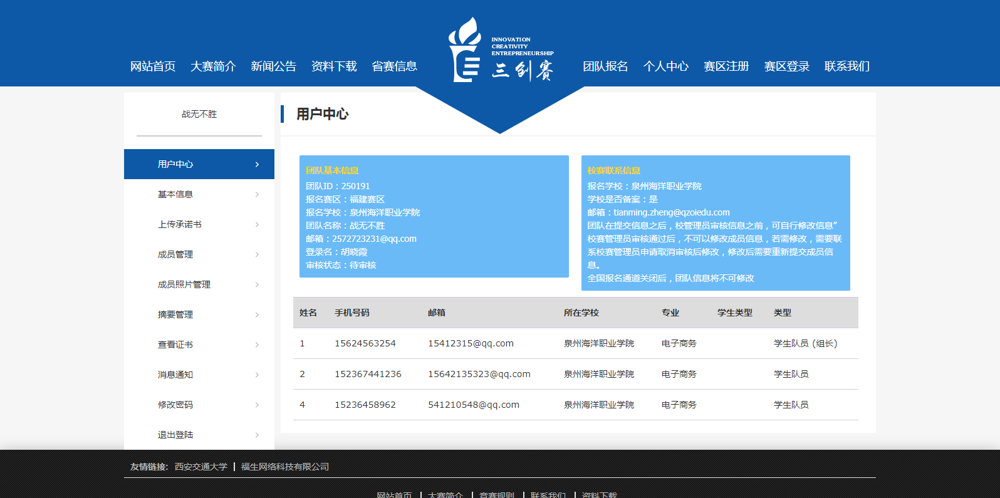 网站首页 大赛简介 新闻公告 资料下载 省赛信息
INNOVATION
CREATIVITY
ENTREPRENEURSHIP
三创赛
团队报名 个人中心 赛区注册 赛区登录 联系我们
战无不胜
用户中心
基本信息
上传承诺书
成员管理
成员照片管理
摘要管理
查看证书
消息通知
修改密码
退出登陆
用户中心
团队基本信息
团队ID：250191
报名赛区：福建赛区
报名学校：泉州海洋职业学院
团队名称：战无不胜
邮箱：2572723231@qq.com
登录名：胡晓霞
审核状态：待审核
校赛联系信息
报名学校：泉州海洋职业学院
学校是否备案：是
邮箱：tianming.zheng@qzoiedu.com
团队在提交信息之后，校管理员审核信息之前，可自行修改信息”
校赛管理员审核通过后，不可以修改成员信息，若需修改，需要联
系校赛管理员申请取消审核后修改，修改后需要重新提交成员信
息。
全国报名通道关闭后，团队信息将不可修改
姓名 手机号码 邮箱 所在学校 专业 学生类型 类型
1 15624563254 15412315@qq.com 泉州海洋职业学院 电子商务 学生队员 (组长)
2 152367441236 15642135323@qq.com 泉州海洋职业学院 电子商务 学生队员
4 15236458962 541210548@qq.com 泉州海洋职业学院 电子商务 学生队员
友情链接: 西安交通大学 | 福生网络科技有限公司
网站首页 | 大赛简介 | 竞赛规则 | 联系我们 | 资料下载